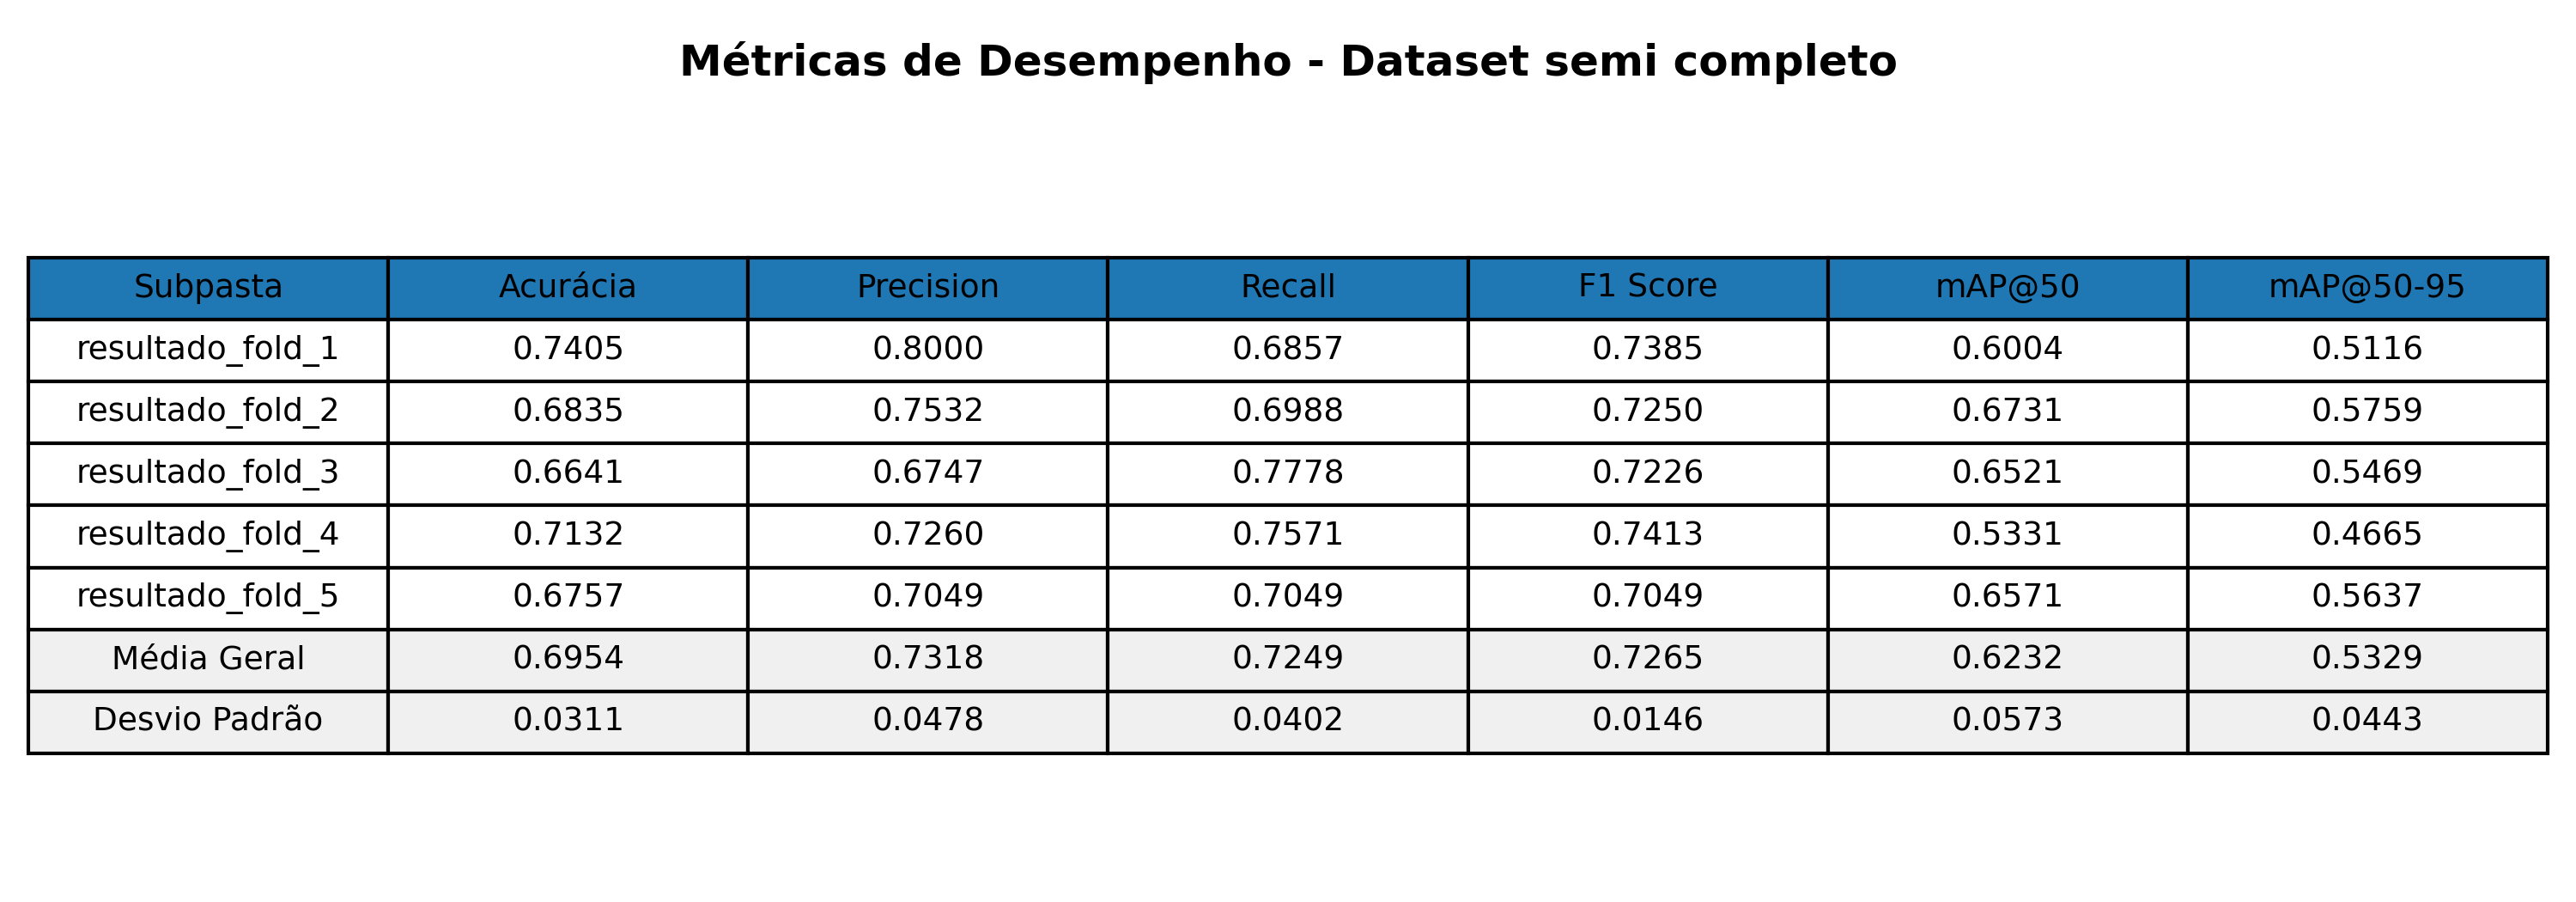 Métricas de Desempenho - Dataset semi completo
Subpasta Acurácia Precision Recall F1 Score mAP@50 mAP@50-95
resultado_fold_1 0.7405 0.8000 0.6857 0.7385 0.6004 0.5116
resultado_fold_2 0.6835 0.7532 0.6988 0.7250 0.6731 0.5759
resultado_fold_3 0.6641 0.6747 0.7778 0.7226 0.6521 0.5469
resultado_fold_4 0.7132 0.7260 0.7571 0.7413 0.5331 0.4665
resultado_fold_5 0.6757 0.7049 0.7049 0.7049 0.6571 0.5637
Média Geral 0.6954 0.7318 0.7249 0.7265 0.6232 0.5329
Desvio Padrão 0.0311 0.0478 0.0402 0.0146 0.0573 0.0443